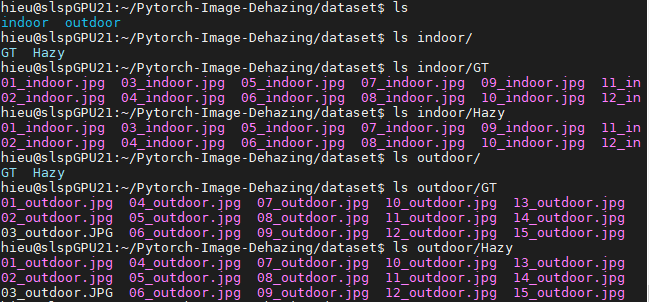 hieu@slspGPU21:~/Pytorch-Image-Dehazing/dataset$ ls
indoor outdoor
hieu@slspGPU21:~/Pytorch-Image-Dehazing/dataset$ ls indoor/
GT Hazy
hieu@slspGPU21:~/Pytorch-Image-Dehazing/dataset$ ls indoor/GT
01_indoor.jpg 03_indoor.jpg 05_indoor.jpg 07_indoor.jpg 09_indoor.jpg 11_in
02_indoor.jpg 04_indoor.jpg 06_indoor.jpg 08_indoor.jpg 10_indoor.jpg 12_in
hieu@slspGPU21:~/Pytorch-Image-Dehazing/dataset$ ls indoor/Hazy
01_indoor.jpg 03_indoor.jpg 05_indoor.jpg 07_indoor.jpg 09_indoor.jpg 11_in
02_indoor.jpg 04_indoor.jpg 06_indoor.jpg 08_indoor.jpg 10_indoor.jpg 12_in
hieu@slspGPU21:~/Pytorch-Image-Dehazing/dataset$ ls outdoor/
GT Hazy
hieu@slspGPU21:~/Pytorch-Image-Dehazing/dataset$ ls outdoor/GT
01_outdoor.jpg 04_outdoor.jpg 07_outdoor.jpg 10_outdoor.jpg 13_outdoor.jpg
02_outdoor.jpg 05_outdoor.jpg 08_outdoor.jpg 11_outdoor.jpg 14_outdoor.jpg
03_outdoor.JPG 06_outdoor.jpg 09_outdoor.jpg 12_outdoor.jpg 15_outdoor.jpg
hieu@slspGPU21:~/Pytorch-Image-Dehazing/dataset$ ls outdoor/Hazy
01_outdoor.jpg 04_outdoor.jpg 07_outdoor.jpg 10_outdoor.jpg 13_outdoor.jpg
02_outdoor.jpg 05_outdoor.jpg 08_outdoor.jpg 11_outdoor.jpg 14_outdoor.jpg
03_outdoor.JPG 06_outdoor.jpg 09_outdoor.jpg 12_outdoor.jpg 15_outdoor.jpg